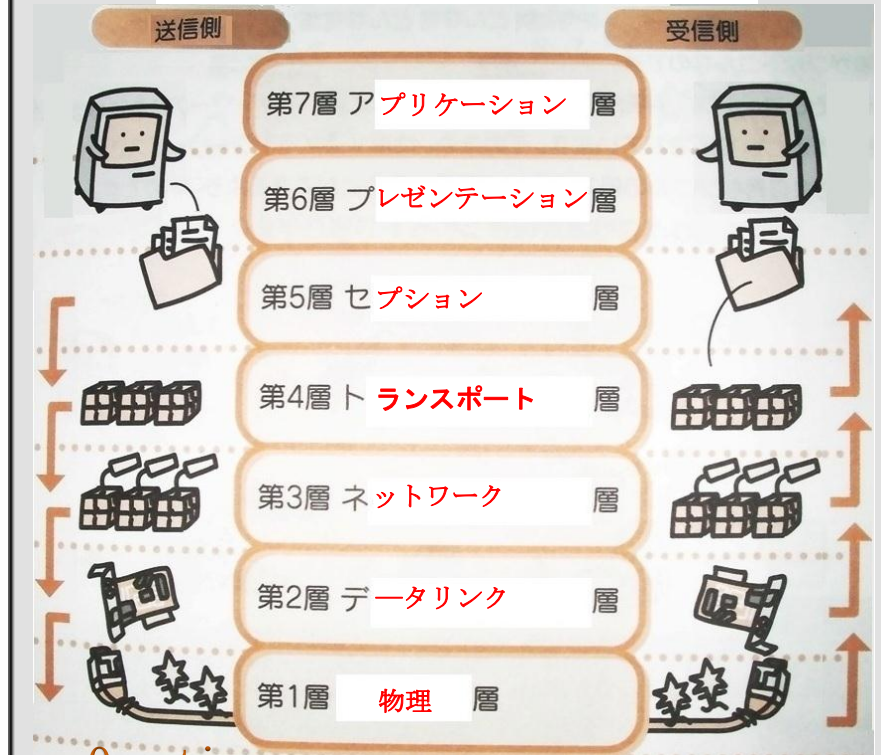 送信側
受信側
第7層 アプリケーション 層
第6層 プレゼンテーション層
第5層 セプション 層
第4層 トランスポート 層
第3層 ネットワーク 層
第2層 データリンク 層
第1層 物理 層